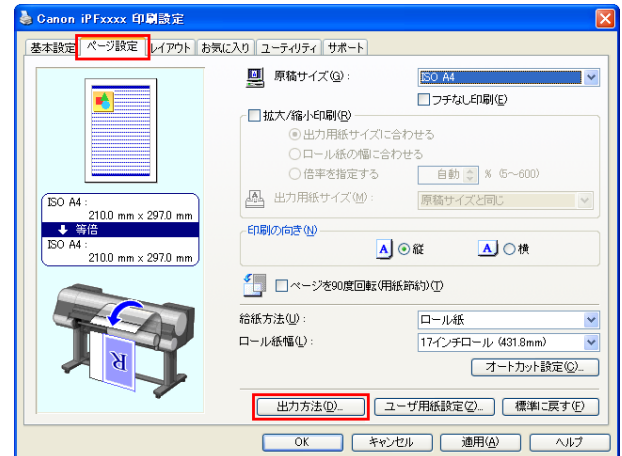 Canon iPFxxxx 印刷設定
基本設定 ページ設定 レイアウト お気に入り ユーティリティ サポート
原稿サイズ(G): ISO A4
フチなし印刷(E)
拡大/縮小印刷(R)
出力用紙サイズに合わせる
ロール紙の幅に合わせる
倍率を指定する 自動 % (5~600)
出力用紙サイズ(M): 原稿サイズと同じ
ISO A4 :
210.0 mm x 297.0 mm
等倍
ISO A4 :
210.0 mm x 297.0 mm
印刷の向き(N)
A 縦 A 横
ページを90度回転(用紙節約)(T)
給紙方法(U): ロール紙
ロール紙幅(L): 17インチロール (431.8mm)
R
オートカット設定(C)...
出力方法(D)... ユーザ用紙設定(Z)... 標準に戻す(F)
OK キャンセル 適用(A) ヘルプ